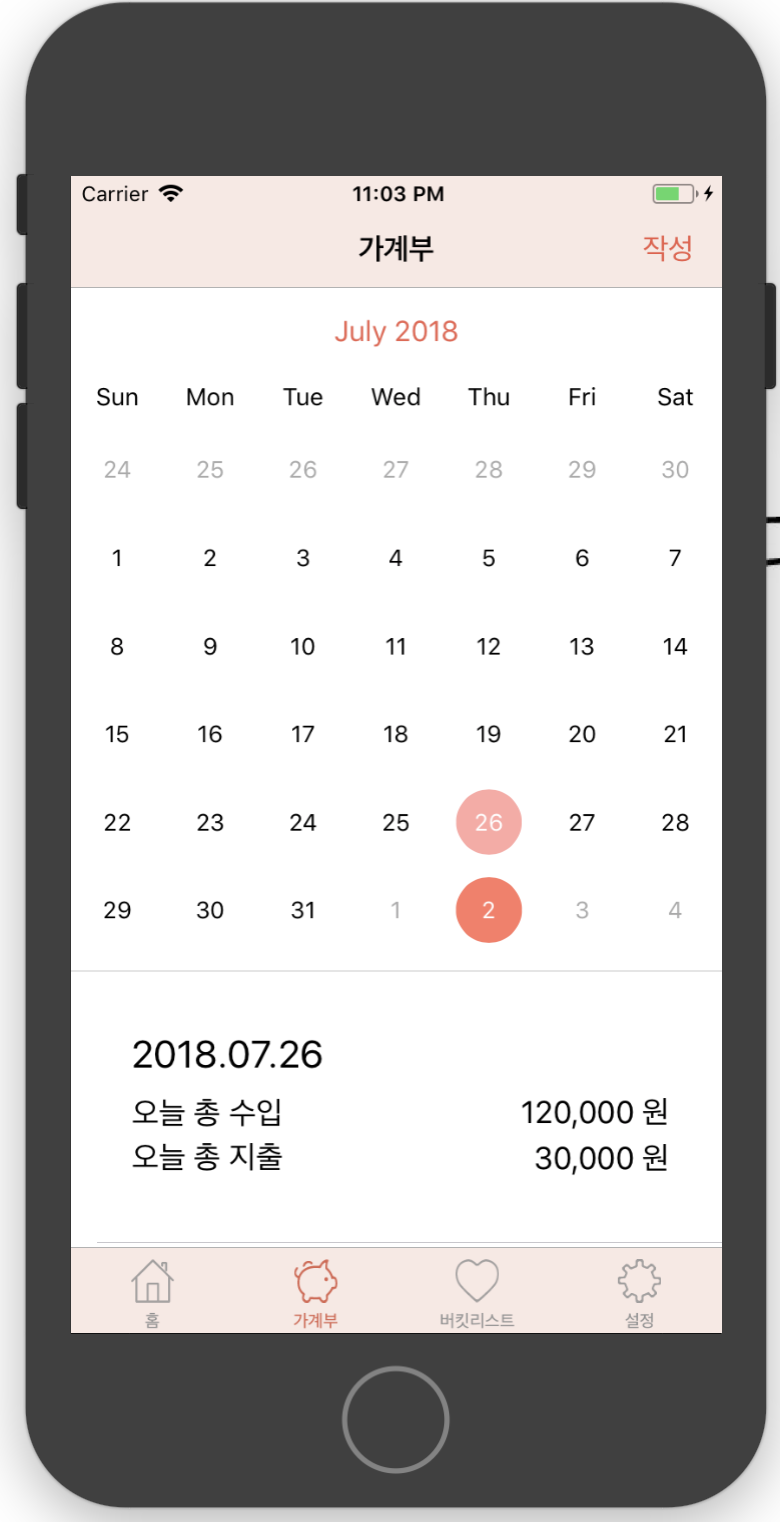 Carrier 11:03 PM
가계부 작성
July 2018
Sun Mon Tue Wed Thu Fri Sat
24 25 26 27 28 29 30
1 2 3 4 5 6 7
8 9 10 11 12 13 14
15 16 17 18 19 20 21
22 23 24 25 26 27 28
29 30 31 1 2 3 4
2018.07.26
오늘 총 수입 120,000 원
오늘 총 지출 30,000 원
홈 가계부 버킷리스트 설정